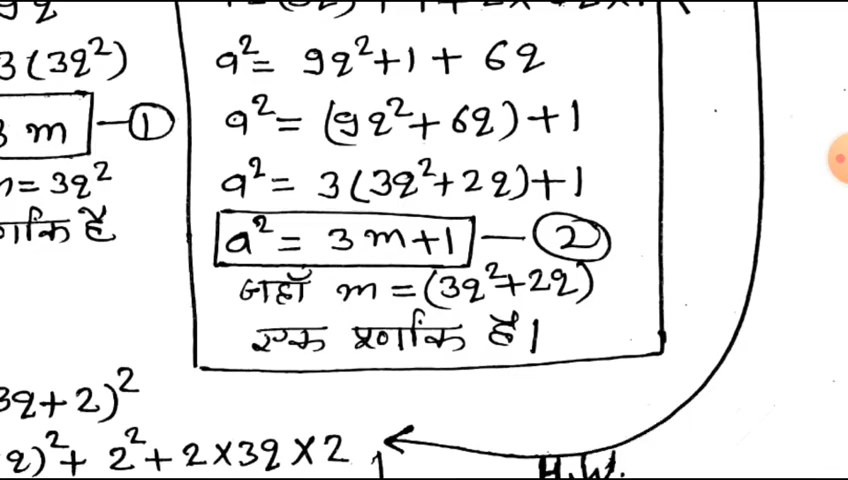 3(3q²)
3 m —①
m = 3q²
है
a² = 9q²+1 + 6q
a² = (9q²+6q)+1
a² = 3(3q²+2q)+1
a² = 3m+1 — ②
जहाँ m = (3q²+2q)
एक पूर्णांक है।
3q+2)²
q)²+ 2²+ 2×3q×2
H.W.